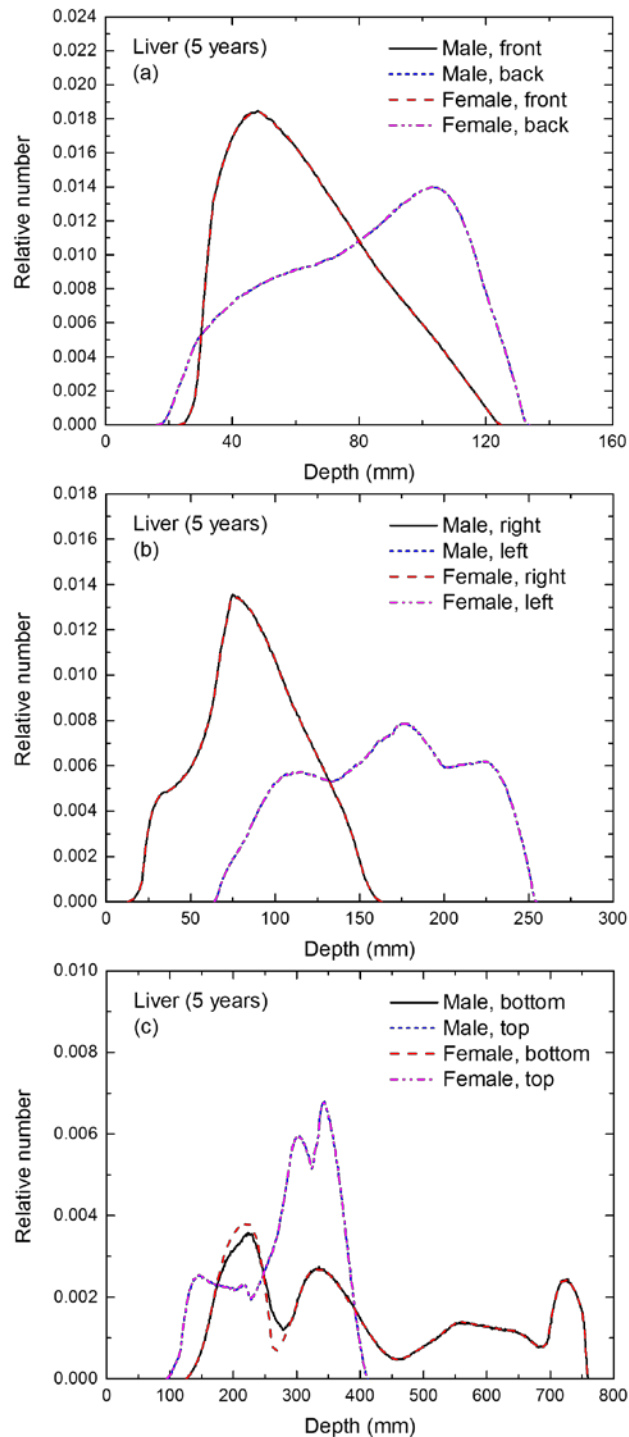 0.024
0.022
0.020
0.018
0.016
0.014
0.012
0.010
0.008
0.006
0.004
0.002
0.000
Relative number
Liver (5 years)
(a)
Male, front
Male, back
Female, front
Female, back
0 40 80 120 160
Depth (mm)
0.018
0.016
0.014
0.012
0.010
0.008
0.006
0.004
0.002
0.000
Relative number
Liver (5 years)
(b)
Male, right
Male, left
Female, right
Female, left
0 50 100 150 200 250 300
Depth (mm)
0.010
0.008
0.006
0.004
0.002
0.000
Relative number
Liver (5 years)
(c)
Male, bottom
Male, top
Female, bottom
Female, top
0 100 200 300 400 500 600 700 800
Depth (mm)